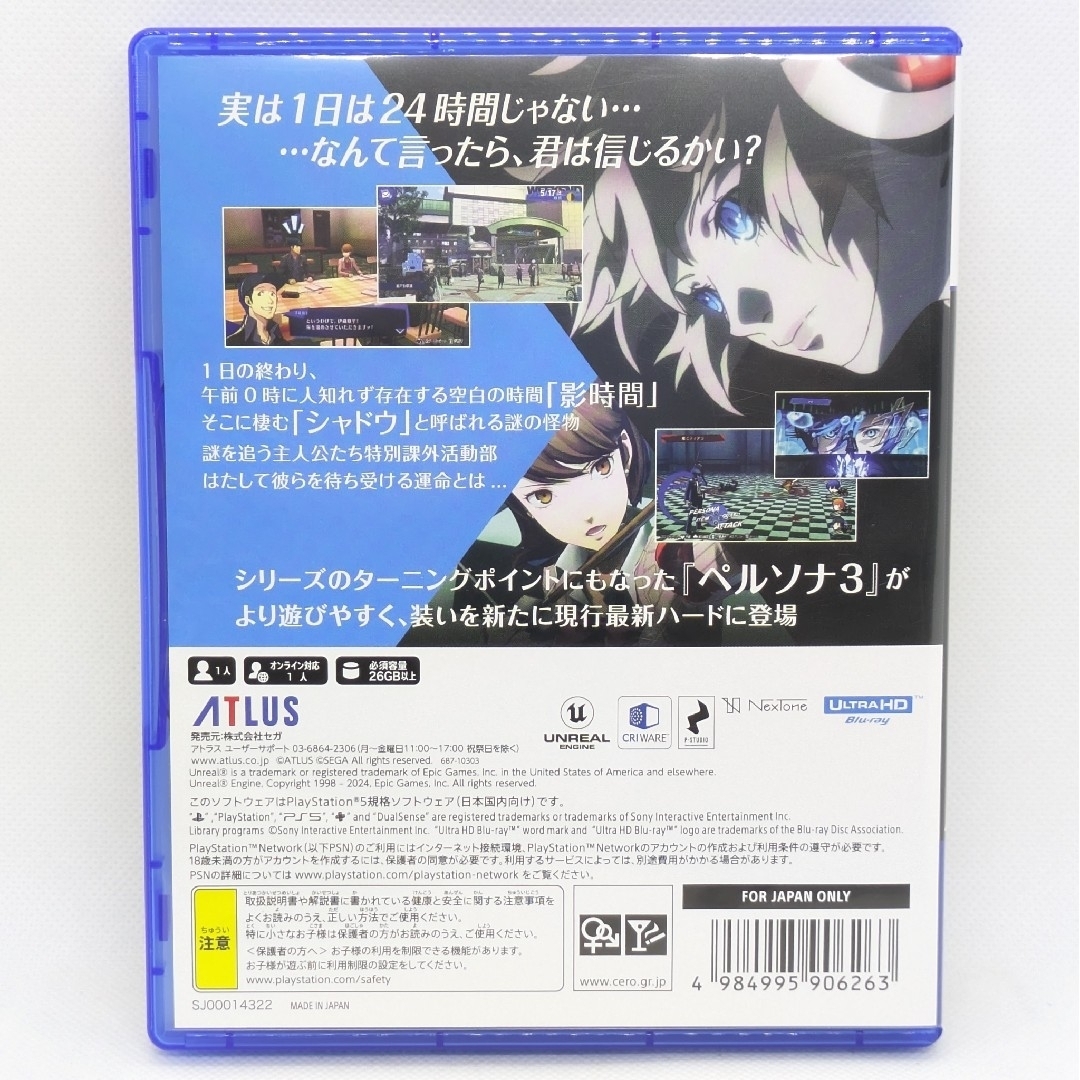 実は1日は24時間じゃない…
…なんて言ったら、君は信じるかい?
5/17
というわけで、伊織順平!
1日の終わり、
午前0時に人知れず存在する空白の時間「影時間」
そこに棲む「シャドウ」と呼ばれる謎の怪物
謎を追う主人公たち特別課外活動部
はたして彼らを待ち受ける運命とは…
PERSONA
ATTACK
シリーズのターニングポイントにもなった『ペルソナ3』が
より遊びやすく、装いを新たに現行最新ハードに登場
1人
オンライン対応
1人
必須容量
26GB以上
ATLUS
UNREAL
ENGINE
CRIWARE
P-STUDIO
NexTone
ULTRA HD
Blu-ray™
発売元:株式会社セガ
アトラス ユーザーサポート 03-6864-2306(月~金曜日11:00~17:00 祝祭日を除く)
www.atlus.co.jp ©ATLUS ©SEGA All rights reserved. 687-10303
Unreal® is a trademark or registered trademark of Epic Games, Inc. in the United States of America and elsewhere.
Unreal® Engine, Copyright 1998 – 2024, Epic Games, Inc. All rights reserved.
このソフトウェアはPlayStation®5規格ソフトウェア(日本国内向け)です。
"PlayStation", "PS5", and "DualSense" are registered trademarks or trademarks of Sony Interactive Entertainment Inc.
Library programs ©Sony Interactive Entertainment Inc. "Ultra HD Blu-ray™" word mark and "Ultra HD Blu-ray™" logo are trademarks of the Blu-ray Disc Association.
PlayStation™Network(以下PSN)のご利用にはインターネット接続環境、PlayStation™Networkのアカウントの作成および利用条件の遵守が必要です。
18歳未満の方がアカウントを作成するには、保護者の同意が必要です。利用するサービスによっては、別途費用がかかる場合があります。
PSNの詳細については www.playstation.com/playstation-network をご覧ください。
ちゅうい
注意
取扱説明書や解説書に書かれている健康と安全に関する注意事項を
よくお読みのうえ、正しい方法でご使用ください。
特に小さなお子様は保護者の方がお読みのうえ、ご使用ください。
<保護者の方へ> お子様の利用を制限できる機能があります。
お子様が遊ぶ前に利用制限の設定をしてください。
www.playstation.com/safety
www.cero.gr.jp
FOR JAPAN ONLY
4 984995 906263
SJ00014322 MADE IN JAPAN